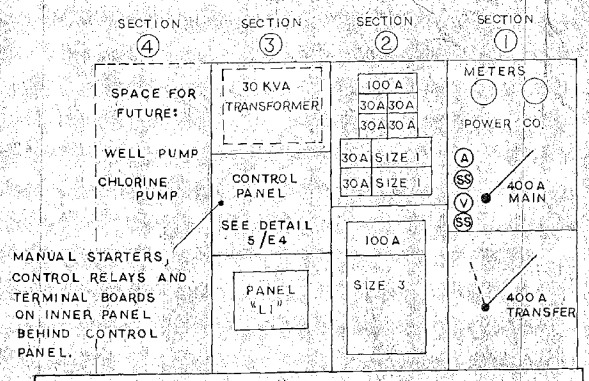 SECTION
④
SECTION
③
SECTION
②
SECTION
①
SPACE FOR
FUTURE:
WELL PUMP
CHLORINE
PUMP
30 KVA
TRANSFORMER
CONTROL
PANEL
SEE DETAIL
5/E4
PANEL
"L1"
100 A
30A 30A
30A 30A
30A SIZE 1
30A SIZE 1
100A
SIZE 3
METERS
POWER CO.
A
SS
V
SS
400A
MAIN
400A
TRANSFER
MANUAL STARTERS,
CONTROL RELAYS AND
TERMINAL BOARDS
ON INNER PANEL
BEHIND CONTROL
PANEL.